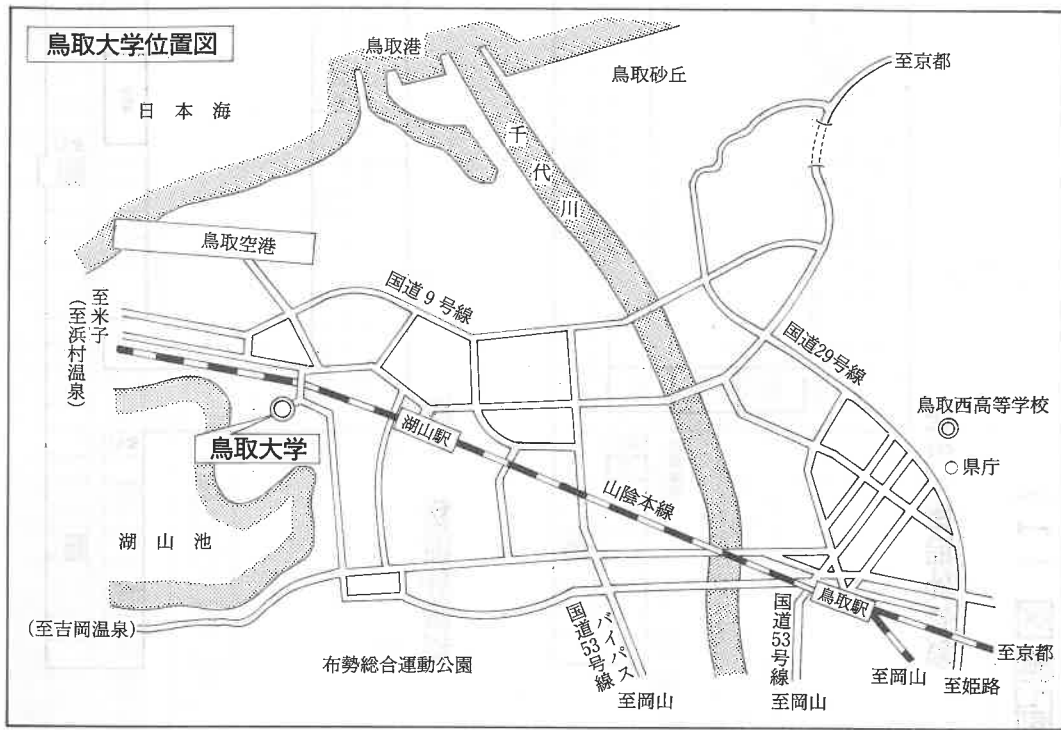 鳥取大学位置図
鳥取港
至京都
鳥取砂丘
日本海
千代川
鳥取空港
国道9号線
至米子
(至浜村温泉)
国道29号線
鳥取西高等学校
鳥取大学
湖山駅
県庁
山陰本線
湖山池
鳥取駅
(至吉岡温泉)
国道53号線
バイパス
国道53号線
布勢総合運動公園
至京都
至岡山
至岡山
至岡山
至姫路